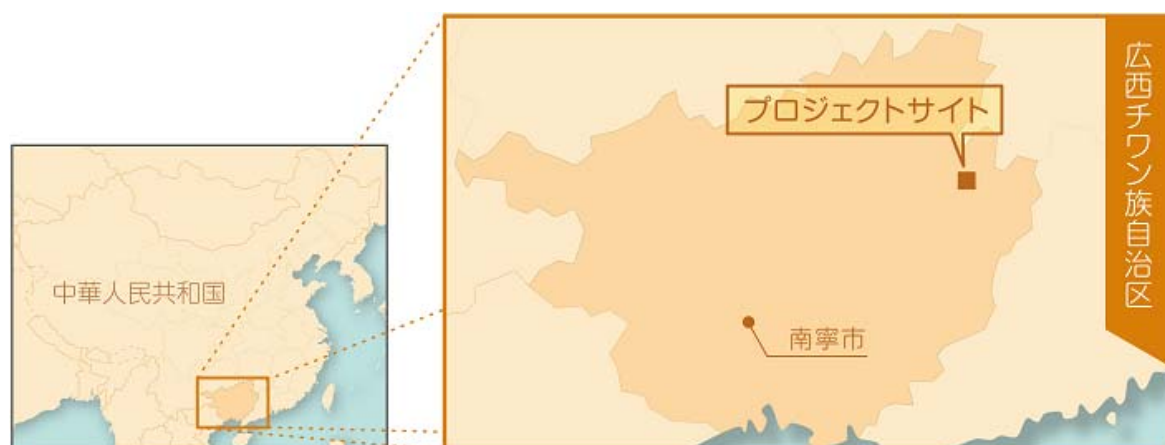 中華人民共和国
プロジェクトサイト
南寧市
広西チワン族自治区